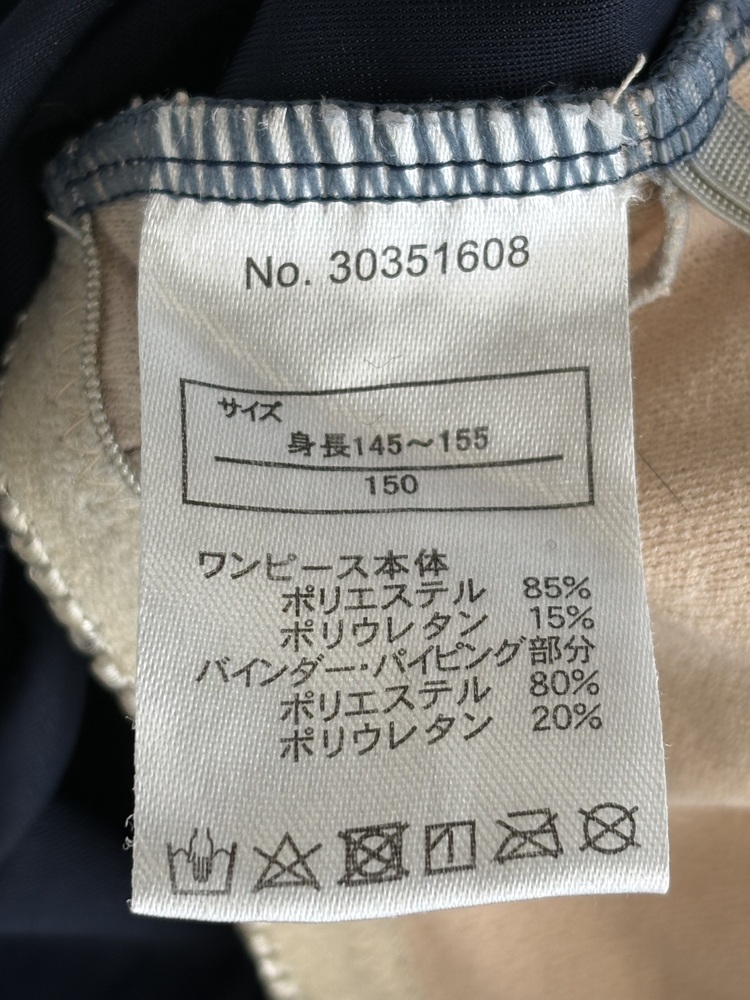 No. 30351608
サイズ
身長145～155
150
ワンピース本体
ポリエステル 85%
ポリウレタン 15%
バインダー・パイピング部分
ポリエステル 80%
ポリウレタン 20%